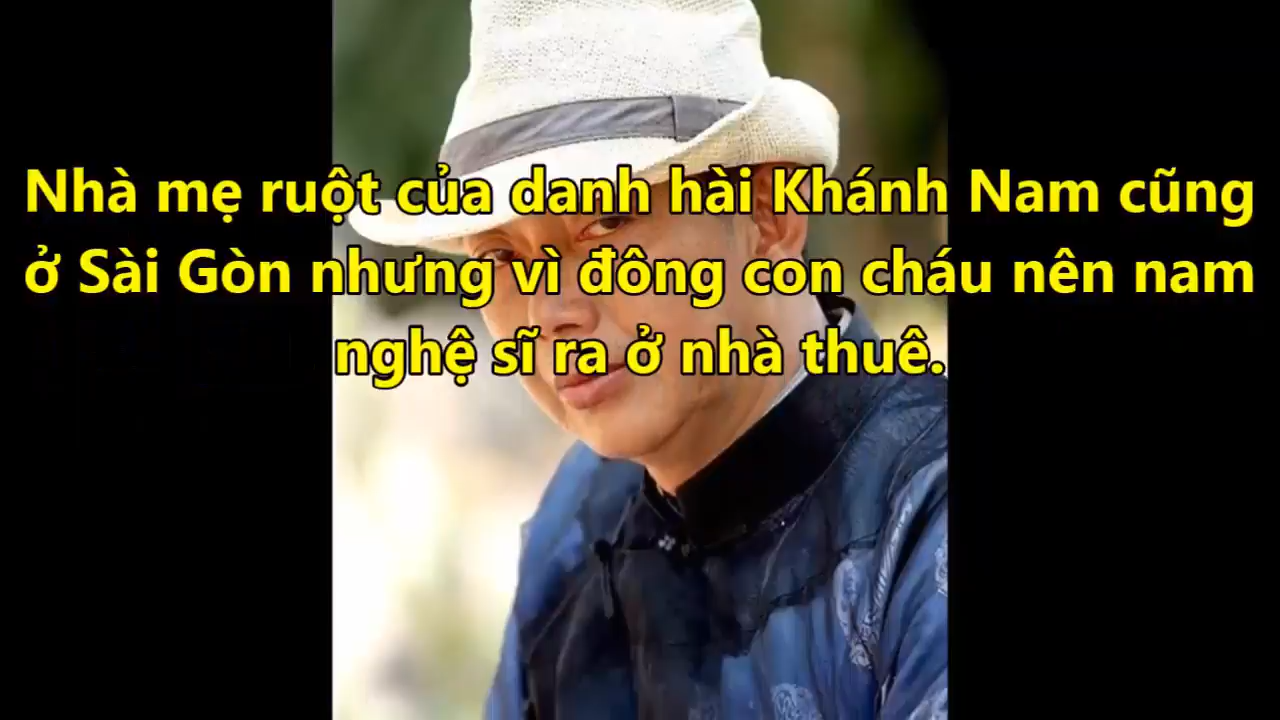 Nhà mẹ ruột của danh hài Khánh Nam cũng
ở Sài Gòn nhưng vì đông con cháu nên nam
nghệ sĩ ra ở nhà thuê.